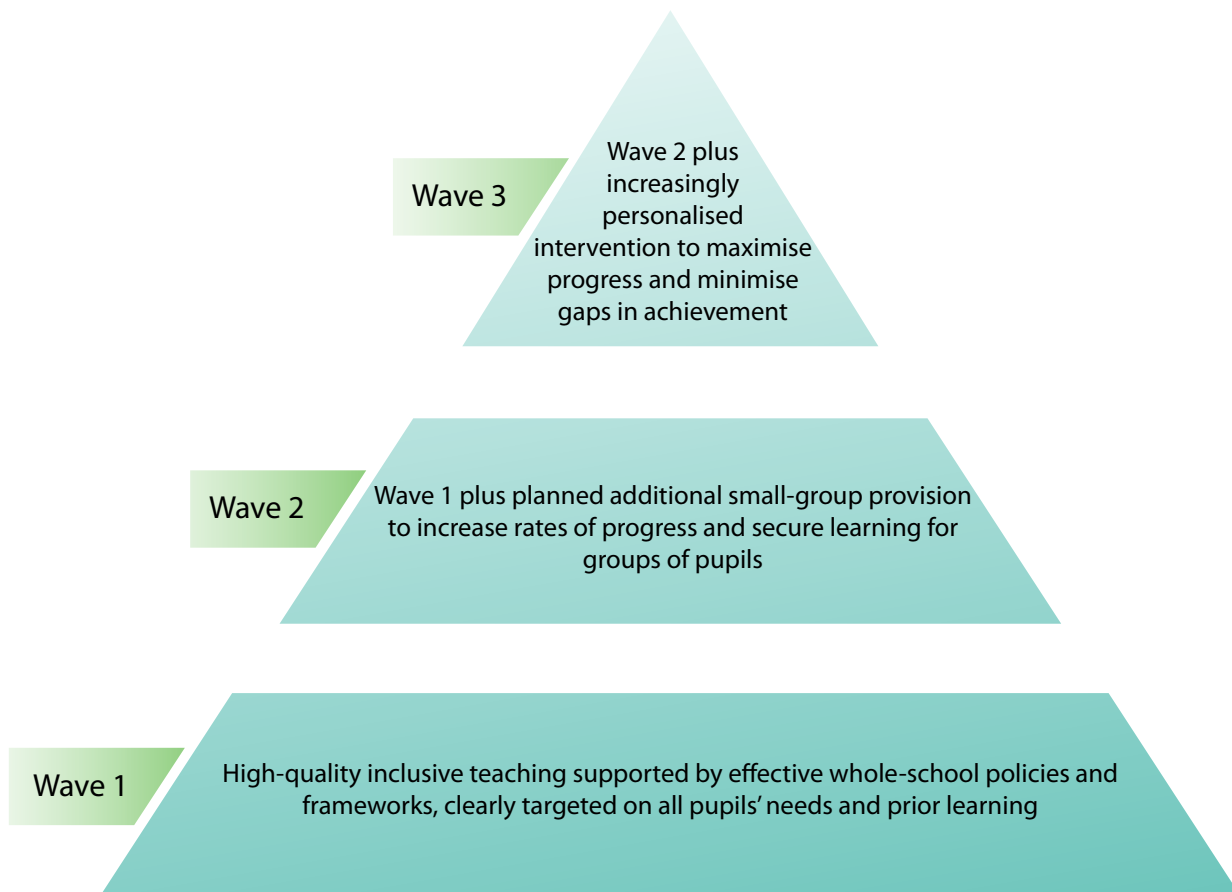 Wave 3
Wave 2 plus
increasingly
personalised
intervention to maximise
progress and minimise
gaps in achievement
Wave 2
Wave 1 plus planned additional small-group provision
to increase rates of progress and secure learning for
groups of pupils
Wave 1
High-quality inclusive teaching supported by effective whole-school policies and
frameworks, clearly targeted on all pupils’ needs and prior learning